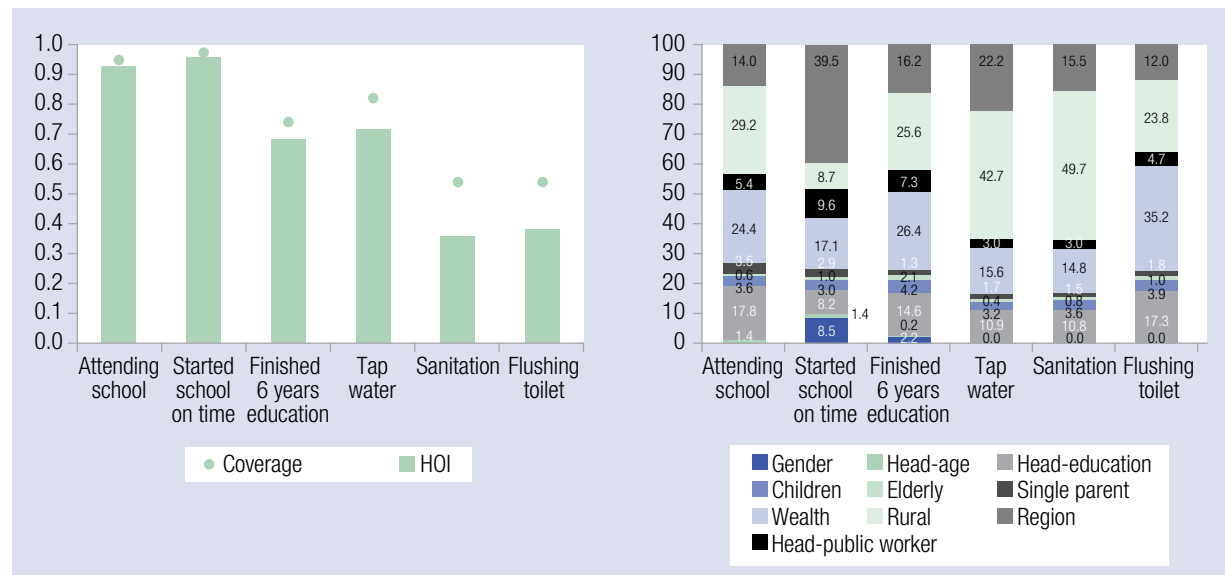 1.0
0.9
0.8
0.7
0.6
0.5
0.4
0.3
0.2
0.1
0.0
Attending school
Started school on time
Finished 6 years education
Tap water
Sanitation
Flushing toilet
Coverage
HOI
100
90
80
70
60
50
40
30
20
10
0
14.0 39.5 16.2 22.2 15.5 12.0
29.2 8.7 25.6 42.7 49.7 23.8
5.4 9.6 7.3 3.0 3.0 4.7
24.4 17.1 26.4 15.6 14.8 35.2
3.5 2.9 1.3 1.7 1.5 1.8
0.6 1.0 2.1 0.4 0.8 1.0
3.6 3.0 4.2 3.2 3.6 3.9
17.8 8.2 14.6 10.9 10.8 17.3
1.4 1.4 0.2 0.0 0.0 0.0
8.5 2.2
Attending school
Started school on time
Finished 6 years education
Tap water
Sanitation
Flushing toilet
Gender Head-age Head-education
Children Elderly Single parent
Wealth Rural Region
Head-public worker